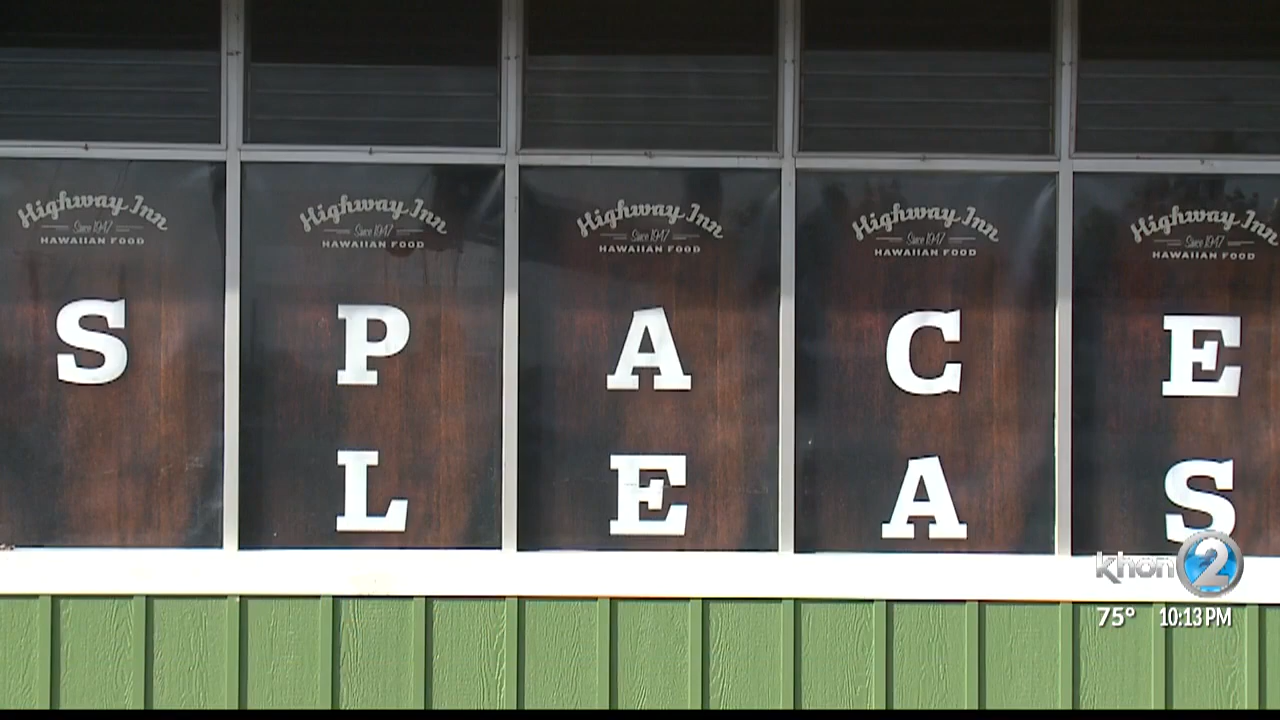 Highway Inn Highway Inn Highway Inn Highway Inn Highway Inn
Since 1947 Since 1947 Since 1947 Since 1947 Since 1947
HAWAIIAN FOOD HAWAIIAN FOOD HAWAIIAN FOOD HAWAIIAN FOOD HAWAIIAN FOOD
S P A C E
L E A S
khon 2
75° 10:13 PM